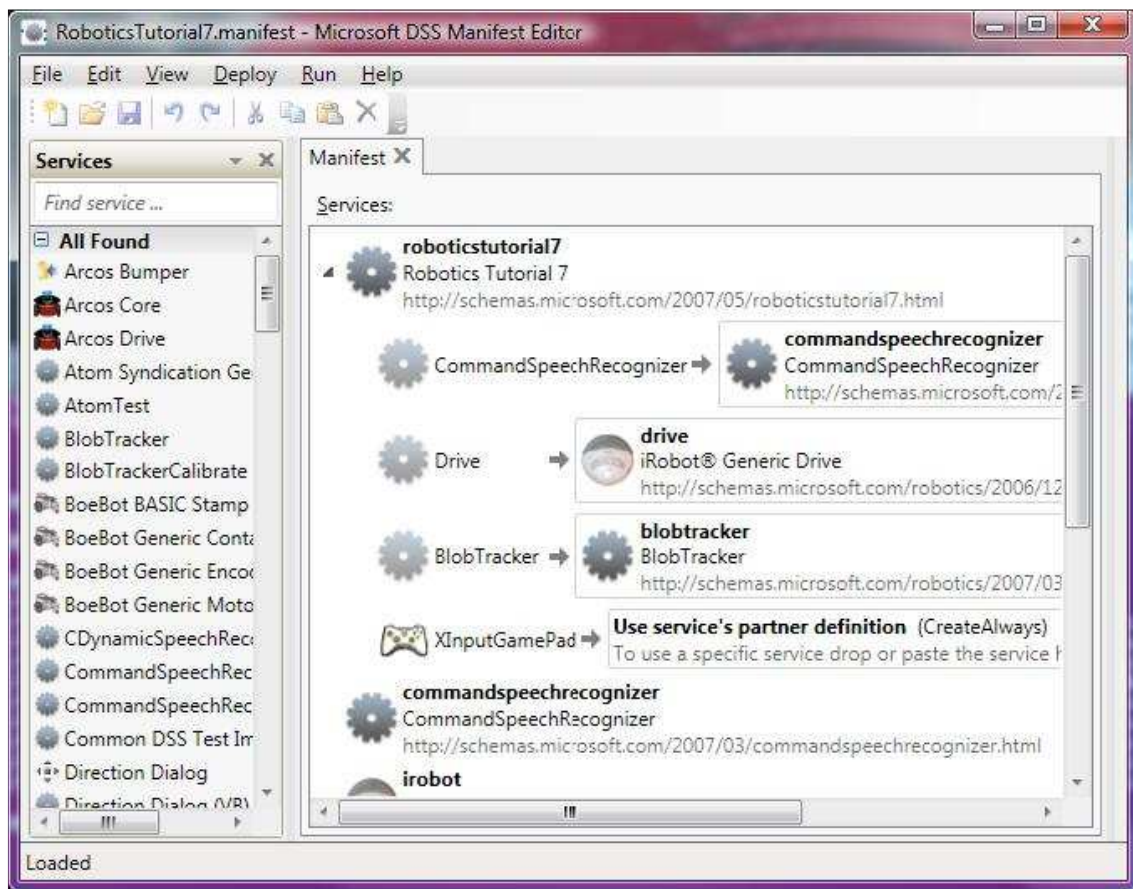 RoboticsTutorial7.manifest - Microsoft DSS Manifest Editor
File Edit View Deploy Run Help
Services
Find service ...
All Found
Arcos Bumper
Arcos Core
Arcos Drive
Atom Syndication Ge
AtomTest
BlobTracker
BlobTrackerCalibrate
BoeBot BASIC Stamp
BoeBot Generic Conta
BoeBot Generic Encod
BoeBot Generic Moto
CDynamicSpeechReco
CommandSpeechRec
CommandSpeechRec
Common DSS Test Im
Direction Dialog
Direction Dialog (VB)
Manifest
Services:
roboticstutorial7
Robotics Tutorial 7
http://schemas.microsoft.com/2007/05/roboticstutorial7.html
CommandSpeechRecognizer
commandspeechrecognizer
CommandSpeechRecognizer
http://schemas.microsoft.com/2
Drive
drive
iRobot® Generic Drive
http://schemas.microsoft.com/robotics/2006/12
BlobTracker
blobtracker
BlobTracker
http://schemas.microsoft.com/robotics/2007/03
XInputGamePad
Use service's partner definition (CreateAlways)
To use a specific service drop or paste the service h
commandspeechrecognizer
CommandSpeechRecognizer
http://schemas.microsoft.com/2007/03/commandspeechrecognizer.html
irobot
Loaded